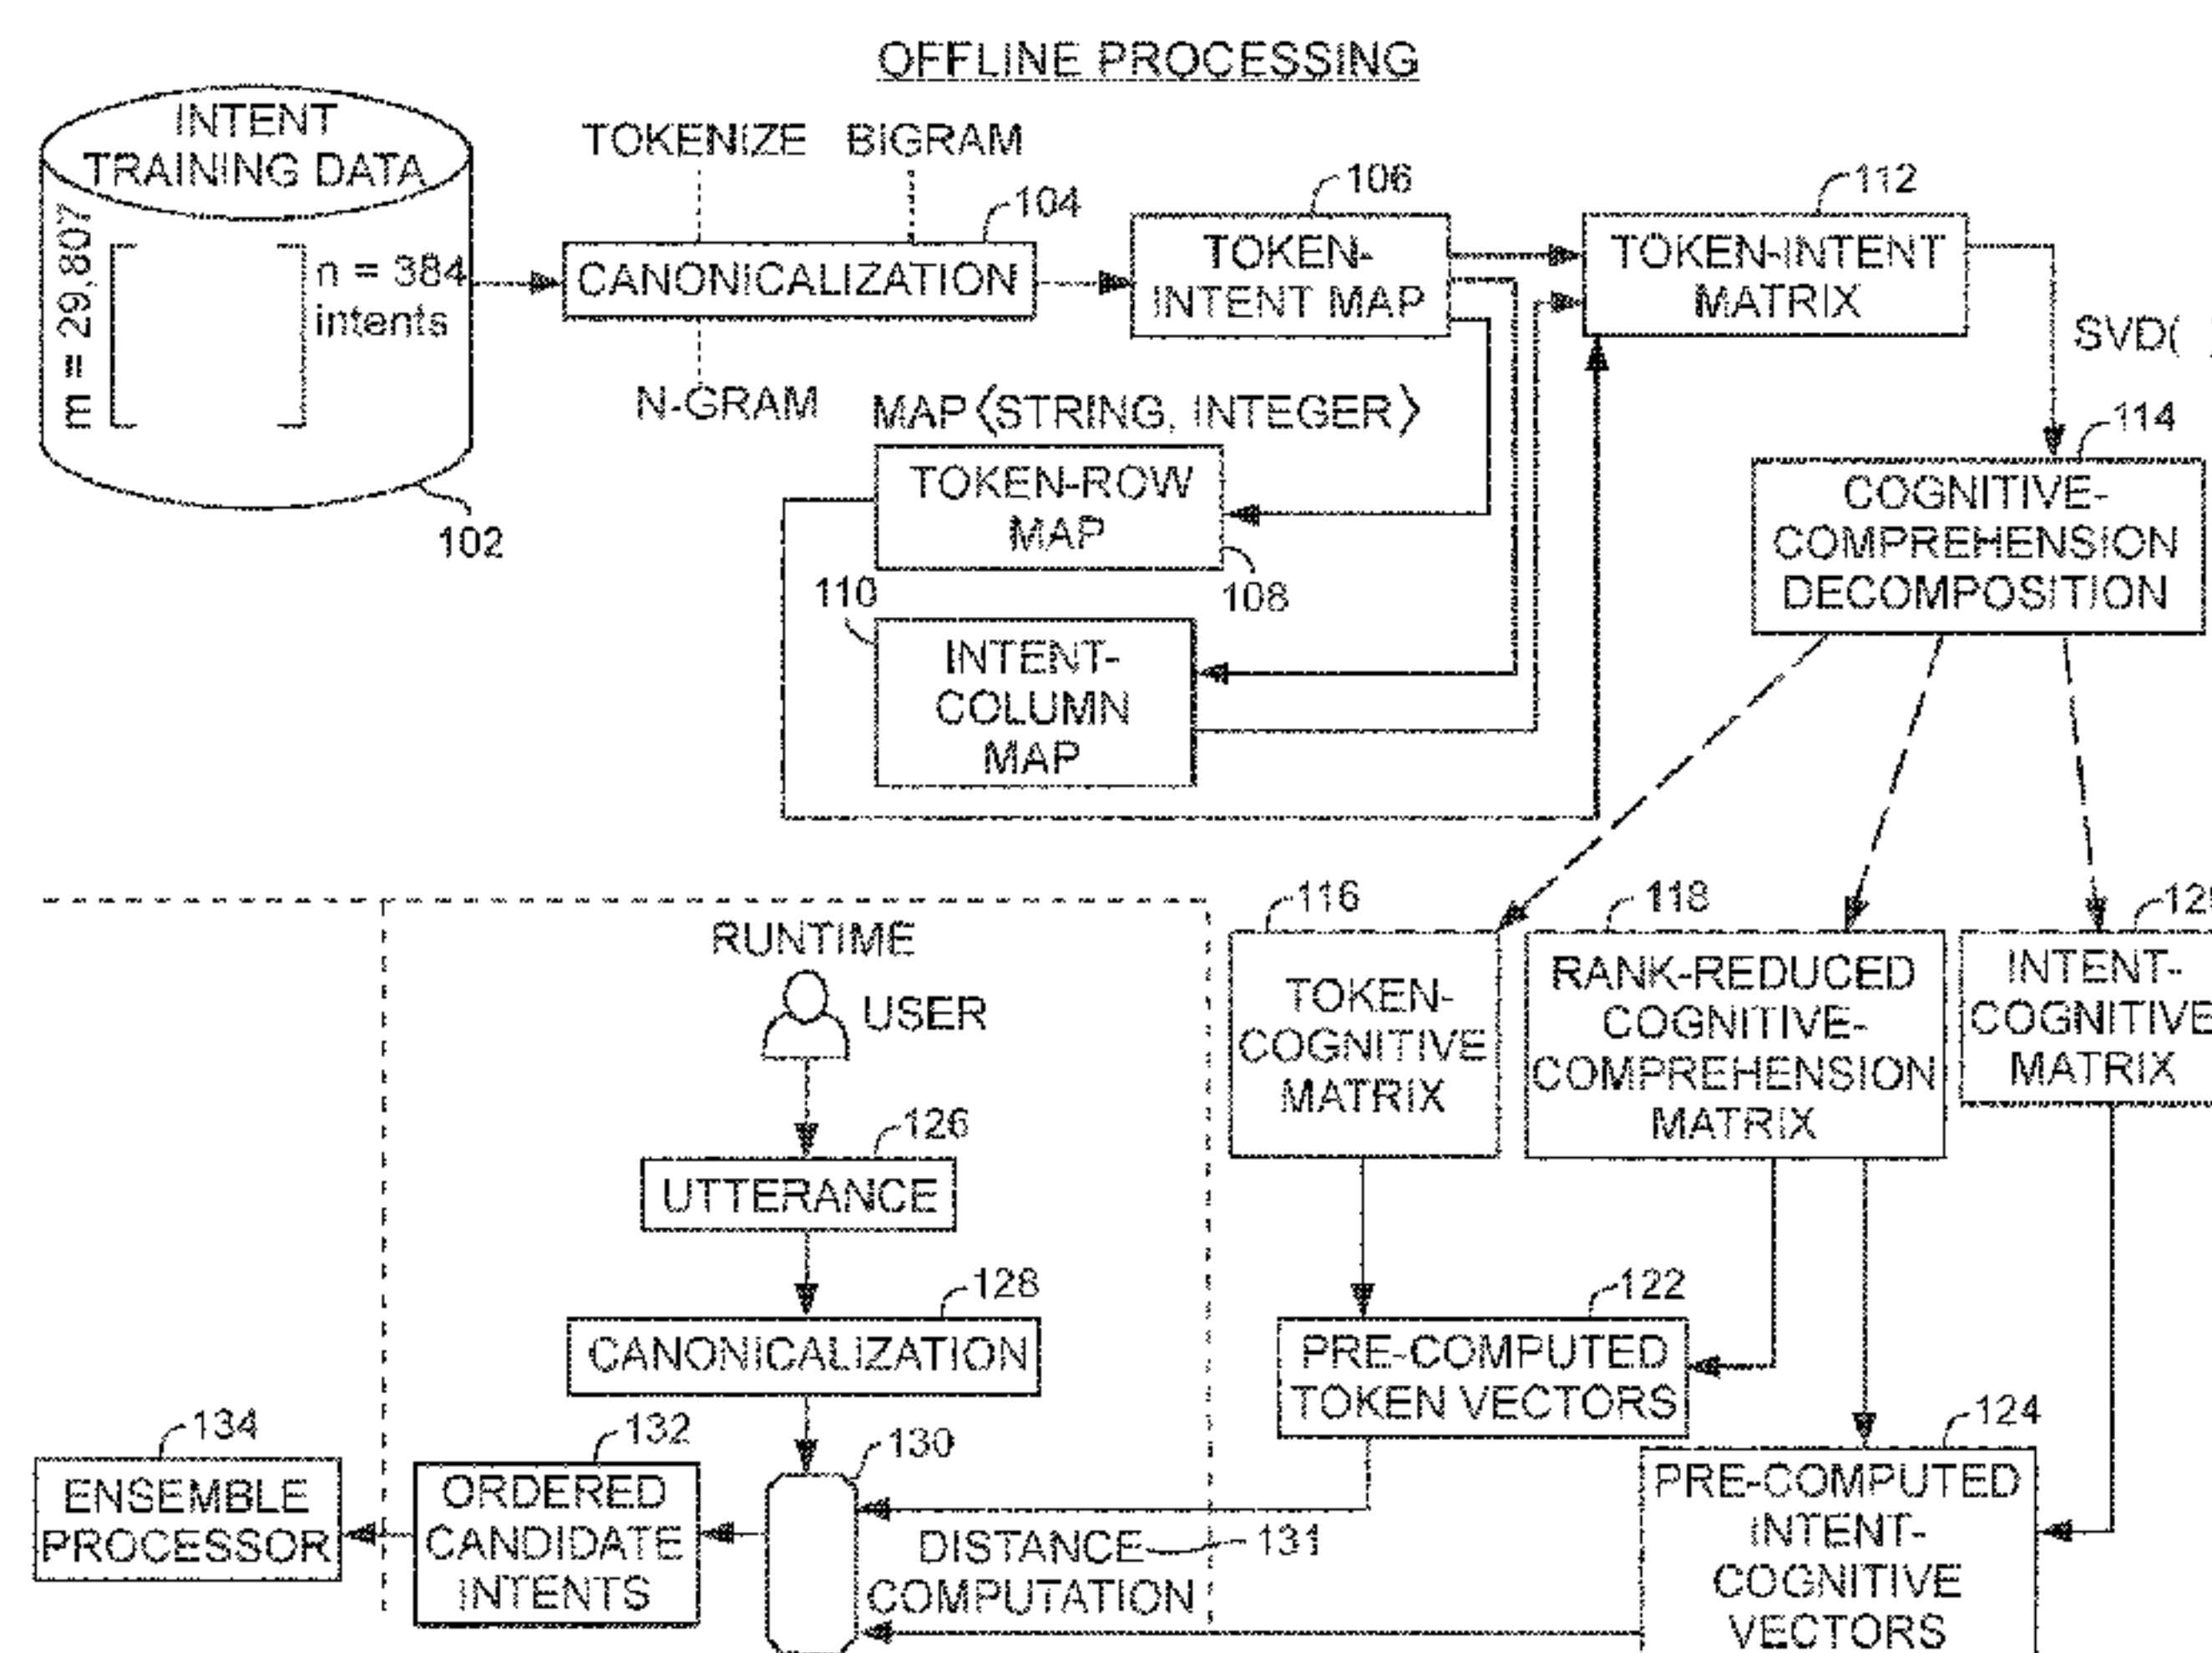 OFFLINE PROCESSING
INTENT
TRAINING DATA
m = 29,807
n = 384
intents
102
TOKENIZE
BIGRAM
104
CANONICALIZATION
N-GRAM
106
TOKEN-
INTENT MAP
112
TOKEN-INTENT
MATRIX
SVD( )
MAP〈STRING, INTEGER〉
TOKEN-ROW
MAP
108
110
INTENT-
COLUMN
MAP
114
COGNITIVE-
COMPREHENSION
DECOMPOSITION
116
TOKEN-
COGNITIVE
MATRIX
118
RANK-REDUCED
COGNITIVE-
COMPREHENSION
MATRIX
INTENT-
COGNITIVE
MATRIX
RUNTIME
USER
126
UTTERANCE
128
CANONICALIZATION
122
PRE-COMPUTED
TOKEN VECTORS
124
PRE-COMPUTED
INTENT-
COGNITIVE
VECTORS
130
DISTANCE
COMPUTATION
131
132
ORDERED
CANDIDATE
INTENTS
134
ENSEMBLE
PROCESSOR